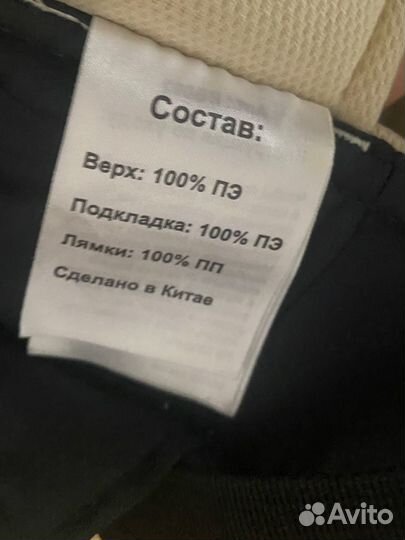 Состав:
Верх: 100% ПЭ
Подкладка: 100% ПЭ
Лямки: 100% ПП
Сделано в Китае
Avito